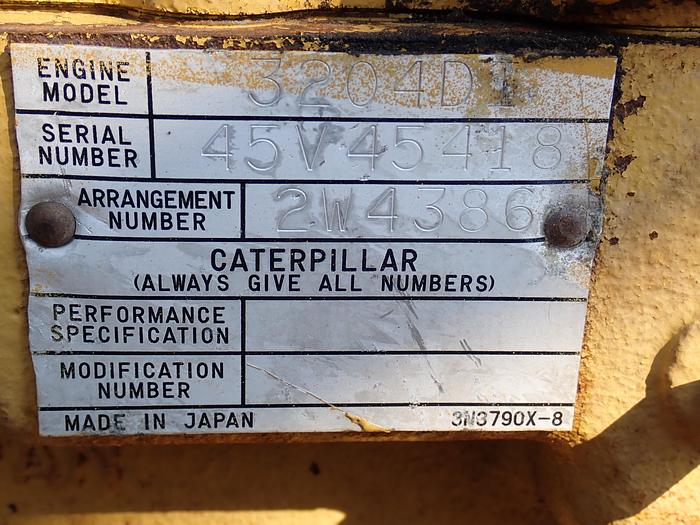 ENGINE MODEL 3204DI
SERIAL NUMBER 45V45418
ARRANGEMENT NUMBER 2W4386
CATERPILLAR
(ALWAYS GIVE ALL NUMBERS)
PERFORMANCE SPECIFICATION
MODIFICATION NUMBER
MADE IN JAPAN 3N3790X-8